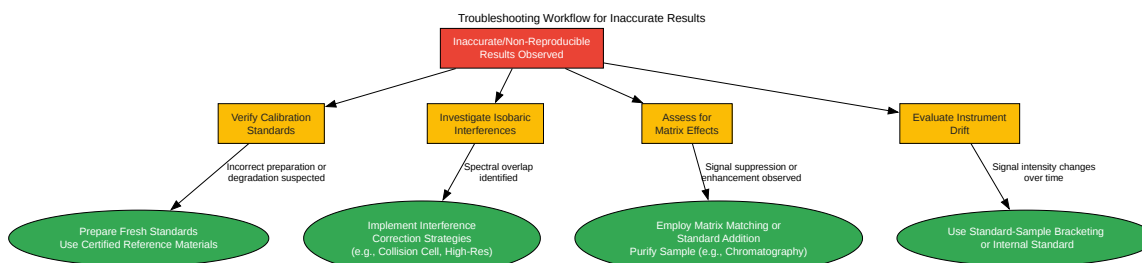 Troubleshooting Workflow for Inaccurate Results
Inaccurate/Non-Reproducible
Results Observed
Verify Calibration
Standards
Investigate Isobaric
Interferences
Assess for
Matrix Effects
Evaluate Instrument
Drift
Incorrect preparation or
degradation suspected
Spectral overlap
identified
Signal suppression or
enhancement observed
Signal intensity changes
over time
Prepare Fresh Standards
Use Certified Reference Materials
Implement Interference
Correction Strategies
(e.g., Collision Cell, High-Res)
Employ Matrix Matching or
Standard Addition
Purify Sample (e.g., Chromatography)
Use Standard-Sample Bracketing
or Internal Standard